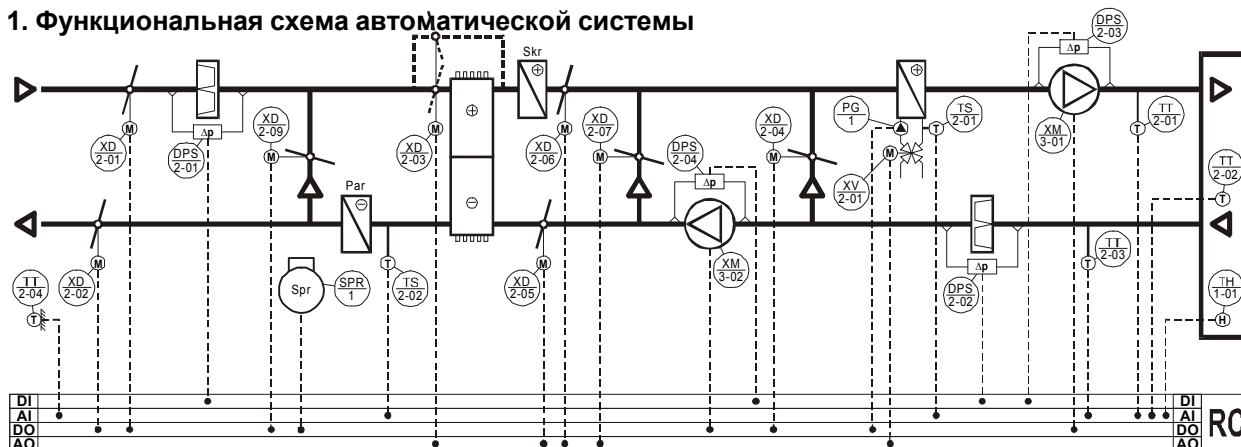 1. Функциональная схема автоматической системы
DPS
2-03
Δp
Skr
XD
2-01
M
Δp
DPS
2-01
XD
2-09
M
XD
2-03
M
XD
2-06
M
XD
2-07
M
DPS
2-04
Δp
XD
2-04
M
PG
1
TS
2-01
T
XM
3-01
TT
2-01
T
M
XV
2-01
TT
2-02
T
Par
XM
3-02
TT
2-03
T
Δp
DPS
2-02
TT
2-04
T
XD
2-02
M
Spr
SPR
1
T
TS
2-02
XD
2-05
M
TH
1-01
H
DI
AI
DO
AO
DI
AI
DO
AO